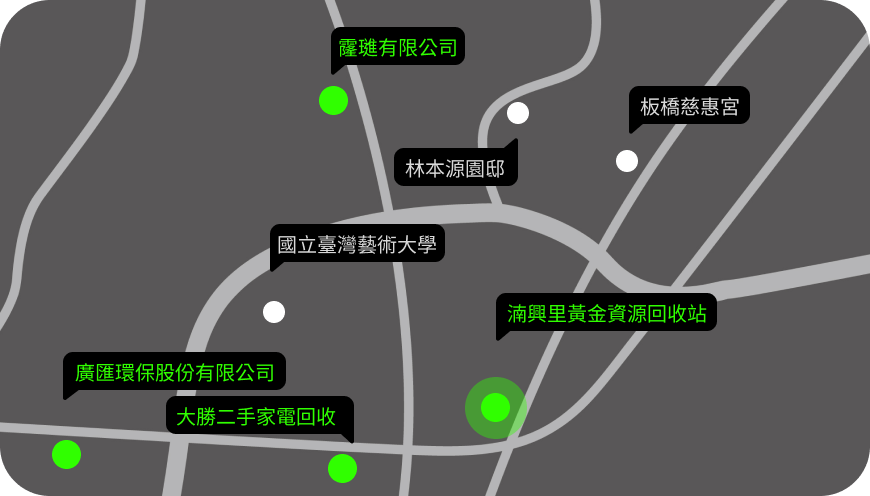 霳璡有限公司
板橋慈惠宮
林本源園邸
國立臺灣藝術大學
湳興里黃金資源回收站
廣匯環保股份有限公司
大勝二手家電回收